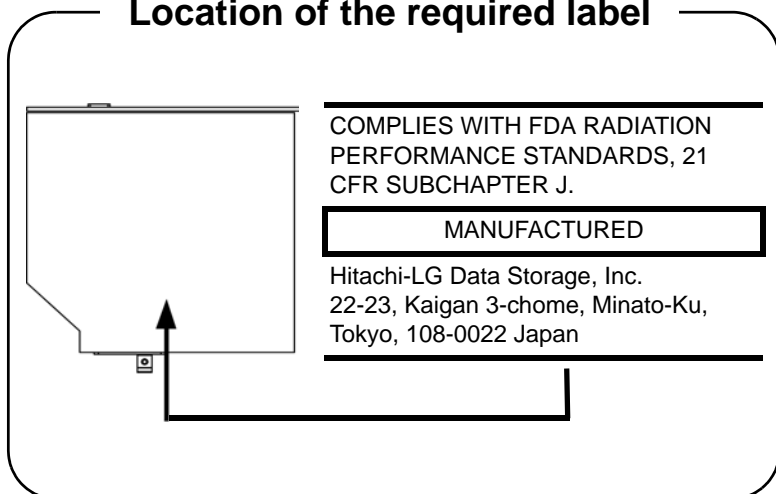 Location of the required label
COMPLIES WITH FDA RADIATION
PERFORMANCE STANDARDS, 21
CFR SUBCHAPTER J.
MANUFACTURED
Hitachi-LG Data Storage, Inc.
22-23, Kaigan 3-chome, Minato-Ku,
Tokyo, 108-0022 Japan